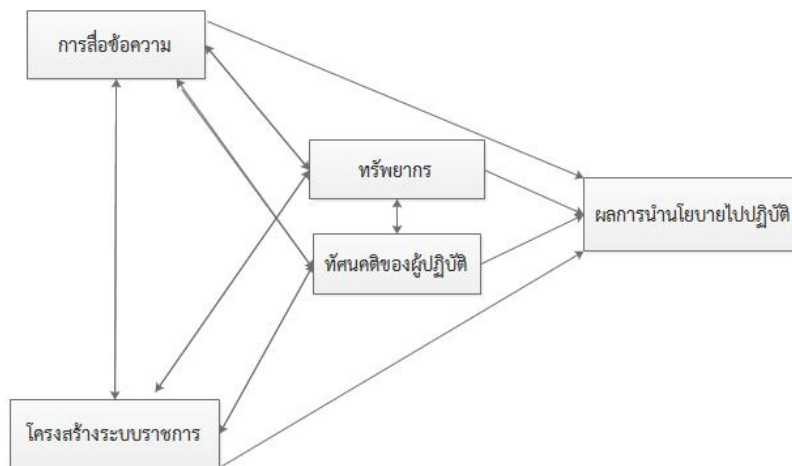 การสื่อข้อความ
ทรัพยากร
ผลการนำนโยบายไปปฏิบัติ
ทัศนคติของผู้ปฏิบัติ
โครงสร้างระบบราชการ